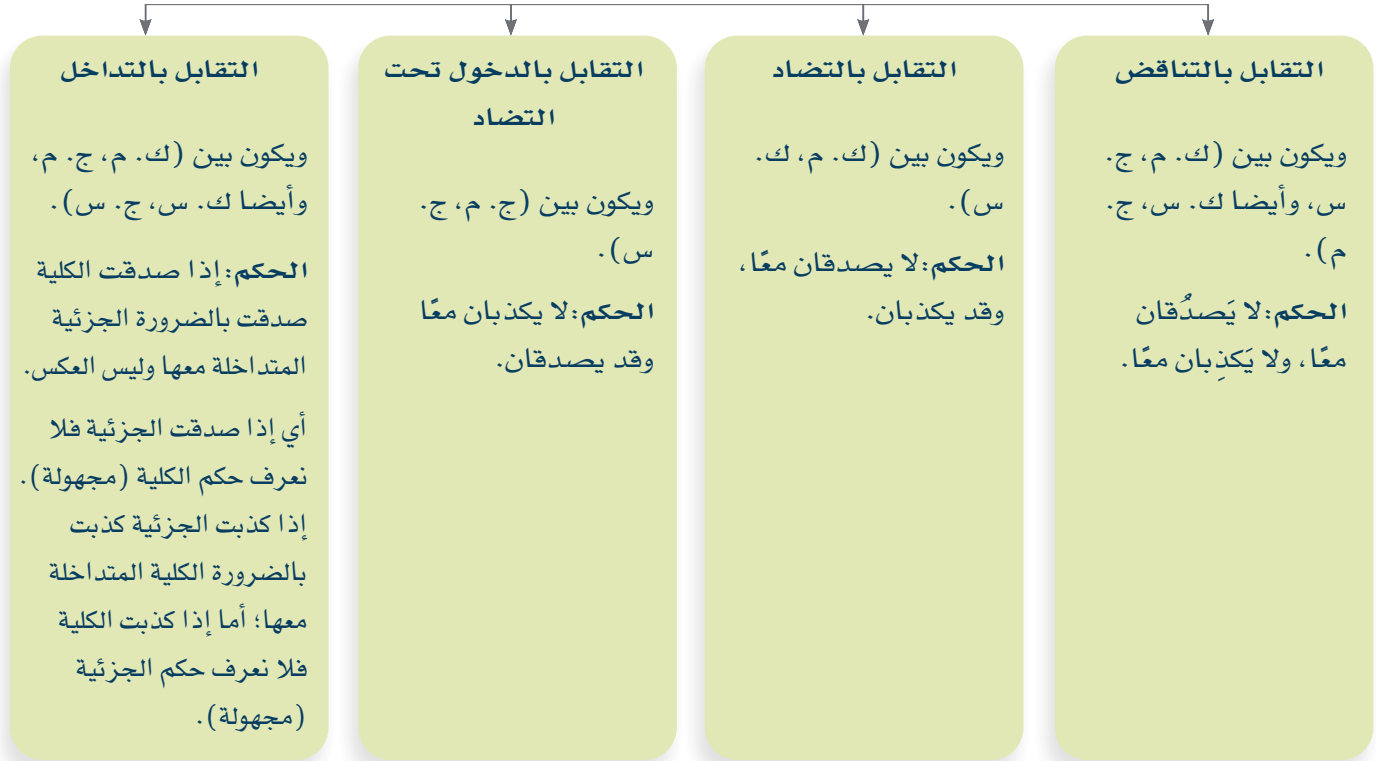 التقابل بالتناقض
ويكون بين (ك. م، ج.
س، وأيضا ك. س، ج.
م).
الحكم: لا يَصدُقان
معًا، ولا يَكذِبان معًا.
التقابل بالتضاد
ويكون بين (ك. م، ك.
س).
الحكم: لا يصدقان معًا،
وقد يكذبان.
التقابل بالدخول تحت
التضاد
ويكون بين (ج. م، ج.
س).
الحكم: لا يكذبان معًا
وقد يصدقان.
التقابل بالتداخل
ويكون بين (ك. م، ج. م،
وأيضا ك. س، ج. س).
الحكم: إذا صدقت الكلية
صدقت بالضرورة الجزئية
المتداخلة معها وليس العكس.
أي إذا صدقت الجزئية فلا
نعرف حكم الكلية (مجهولة).
إذا كذبت الجزئية كذبت
بالضرورة الكلية المتداخلة
معها؛ أما إذا كذبت الكلية
فلا نعرف حكم الجزئية
(مجهولة).